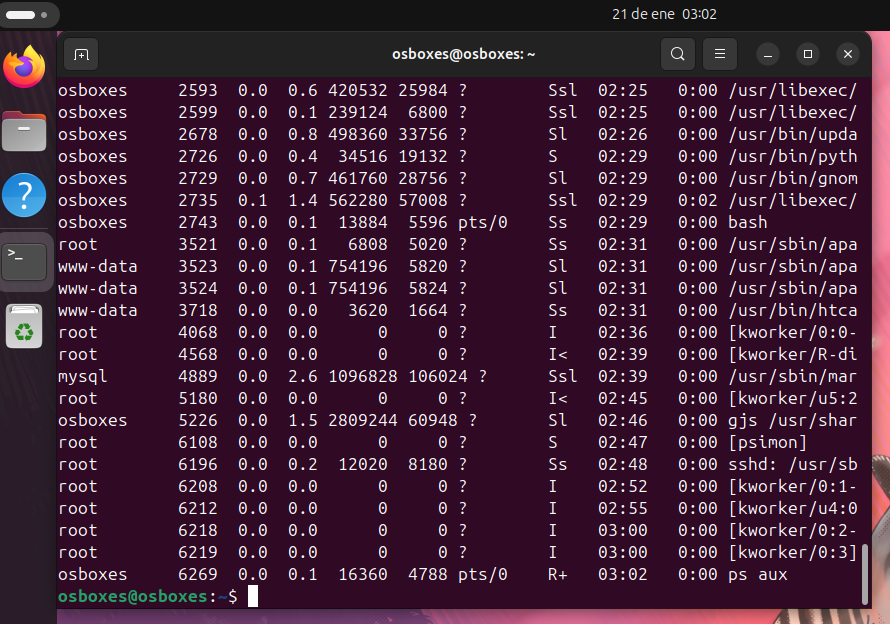 21 de ene 03:02
osboxes@osboxes: ~
osboxes 2593 0.0 0.6 420532 25984 ? Ssl 02:25 0:00 /usr/libexec/
osboxes 2599 0.0 0.1 239124 6800 ? Ssl 02:25 0:00 /usr/libexec/
osboxes 2678 0.0 0.8 498360 33756 ? Sl 02:26 0:00 /usr/bin/upda
osboxes 2726 0.0 0.4 34516 19132 ? S 02:29 0:00 /usr/bin/pyth
osboxes 2729 0.0 0.7 461760 28756 ? Sl 02:29 0:00 /usr/bin/gnom
osboxes 2735 0.1 1.4 562280 57008 ? Ssl 02:29 0:02 /usr/libexec/
osboxes 2743 0.0 0.1 13884 5596 pts/0 Ss 02:29 0:00 bash
root 3521 0.0 0.1 6808 5020 ? Ss 02:31 0:00 /usr/sbin/apa
www-data 3523 0.0 0.1 754196 5820 ? Sl 02:31 0:00 /usr/sbin/apa
www-data 3524 0.0 0.1 754196 5824 ? Sl 02:31 0:00 /usr/sbin/apa
www-data 3718 0.0 0.0 3620 1664 ? Ss 02:31 0:00 /usr/bin/htca
root 4068 0.0 0.0 0 0 ? I 02:36 0:00 [kworker/0:0-
root 4568 0.0 0.0 0 0 ? I< 02:39 0:00 [kworker/R-di
mysql 4889 0.0 2.6 1096828 106024 ? Ssl 02:39 0:00 /usr/sbin/mar
root 5180 0.0 0.0 0 0 ? I< 02:45 0:00 [kworker/u5:2
osboxes 5226 0.0 1.5 2809244 60948 ? Sl 02:46 0:00 gjs /usr/shar
root 6108 0.0 0.0 0 0 ? S 02:47 0:00 [psimon]
root 6196 0.0 0.2 12020 8180 ? Ss 02:48 0:00 sshd: /usr/sb
root 6208 0.0 0.0 0 0 ? I 02:52 0:00 [kworker/0:1-
root 6212 0.0 0.0 0 0 ? I 02:55 0:00 [kworker/u4:0
root 6218 0.0 0.0 0 0 ? I 03:00 0:00 [kworker/0:2-
root 6219 0.0 0.0 0 0 ? I 03:00 0:00 [kworker/0:3]
osboxes 6269 0.0 0.1 16360 4788 pts/0 R+ 03:02 0:00 ps aux
osboxes@osboxes:~$